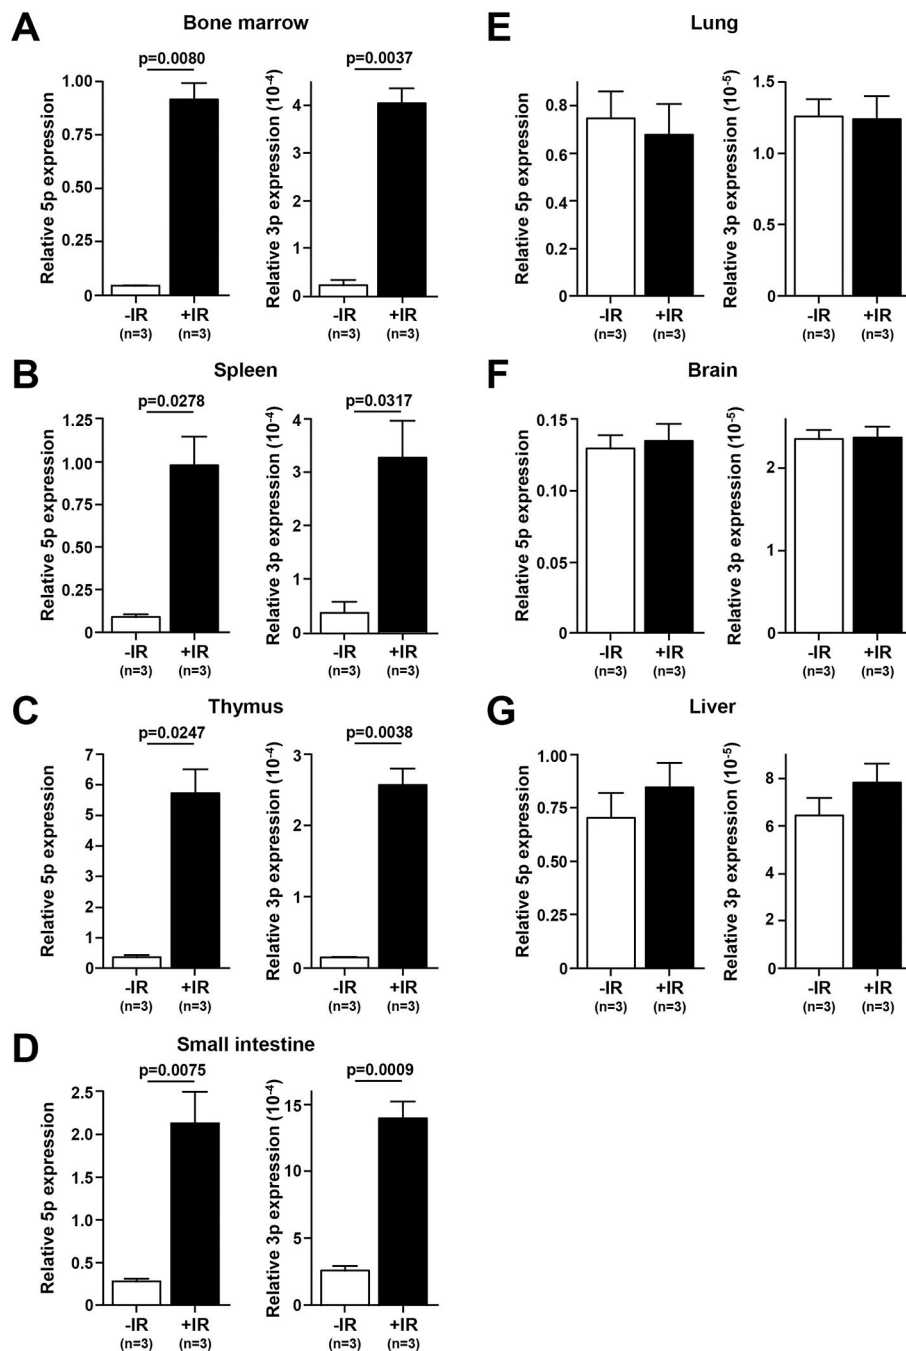 A
Bone marrow
p=0.0080
Relative 5p expression
1.00
0.50
0.25
0
-IR
+IR
(n=3)
(n=3)
p=0.0037
Relative 3p expression (10-4)
4
3
2
1
0
-IR
+IR
(n=3)
(n=3)
B
Spleen
p=0.0278
Relative 5p expression
1.25
1.00
0.75
0.50
0.25
0
-IR
+IR
(n=3)
(n=3)
p=0.0317
Relative 3p expression (10-4)
4
3
2
1
0
-IR
+IR
(n=3)
(n=3)
C
Thymus
p=0.0247
Relative 5p expression
7
6
5
4
3
2
1
0
-IR
+IR
(n=3)
(n=3)
p=0.0038
Relative 3p expression (10-4)
3
2
1
0
-IR
+IR
(n=3)
(n=3)
D
Small intestine
p=0.0075
Relative 5p expression
2.5
2.0
1.5
1.0
0.5
0
-IR
+IR
(n=3)
(n=3)
p=0.0009
Relative 3p expression (10-4)
15
10
5
0
-IR
+IR
(n=3)
(n=3)
E
Lung
Relative 5p expression
0.8
0.6
0.4
0.2
0
-IR
+IR
(n=3)
(n=3)
Relative 3p expression (10-5)
1.5
1.0
0.5
0
-IR
+IR
(n=3)
(n=3)
F
Brain
Relative 5p expression
0.15
0.10
0.05
0
-IR
+IR
(n=3)
(n=3)
Relative 3p expression (10-5)
2
1
0
-IR
+IR
(n=3)
(n=3)
G
Liver
Relative 5p expression
1.00
0.75
0.50
0.25
0
-IR
+IR
(n=3)
(n=3)
Relative 3p expression (10-5)
8
6
4
2
0
-IR
+IR
(n=3)
(n=3)